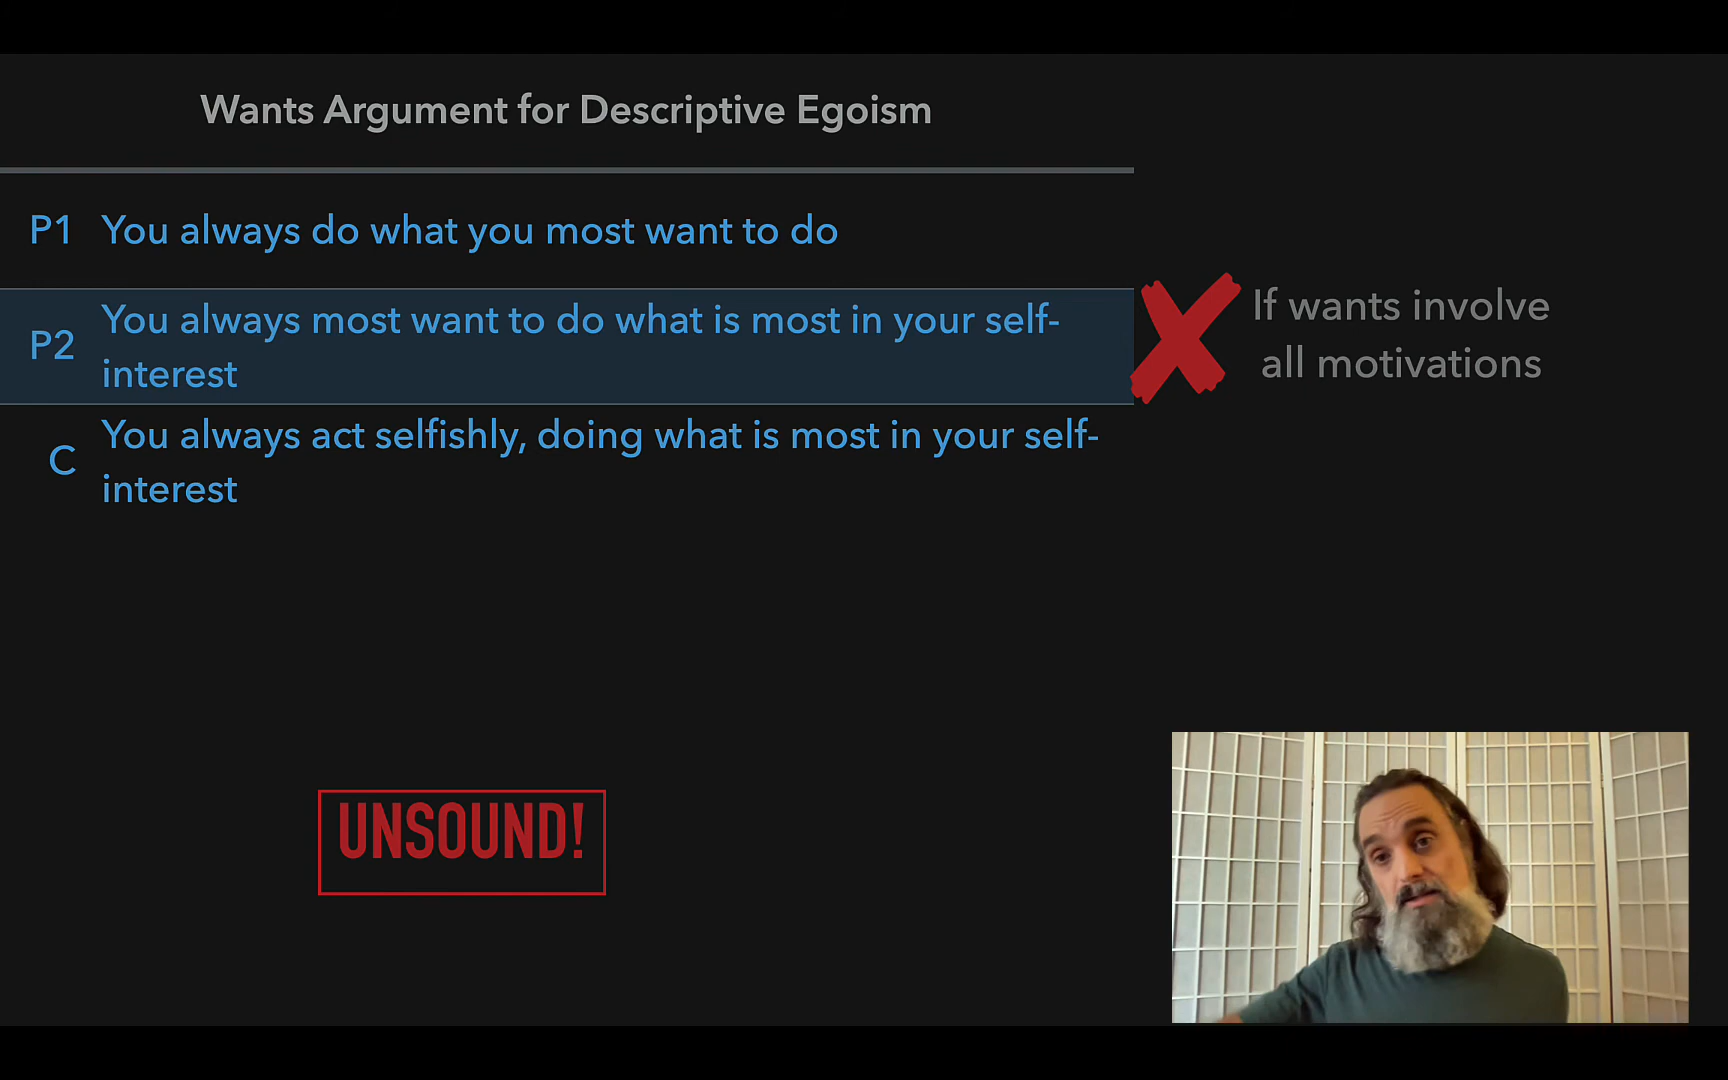 Wants Argument for Descriptive Egoism
P1 You always do what you most want to do
P2 You always most want to do what is most in your self-
interest
If wants involve
all motivations
C You always act selfishly, doing what is most in your self-
interest
UNSOUND!